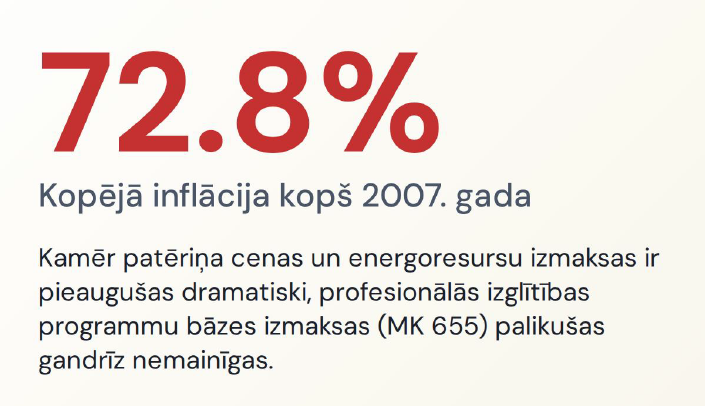 72.8%
Kopējā inflācija kopš 2007. gada
Kamēr patēriņa cenas un energoresursu izmaksas ir
pieaugušas dramatiski, profesionālās izglītības
programmu bāzes izmaksas (MK 655) palikušas
gandrīz nemainīgas.